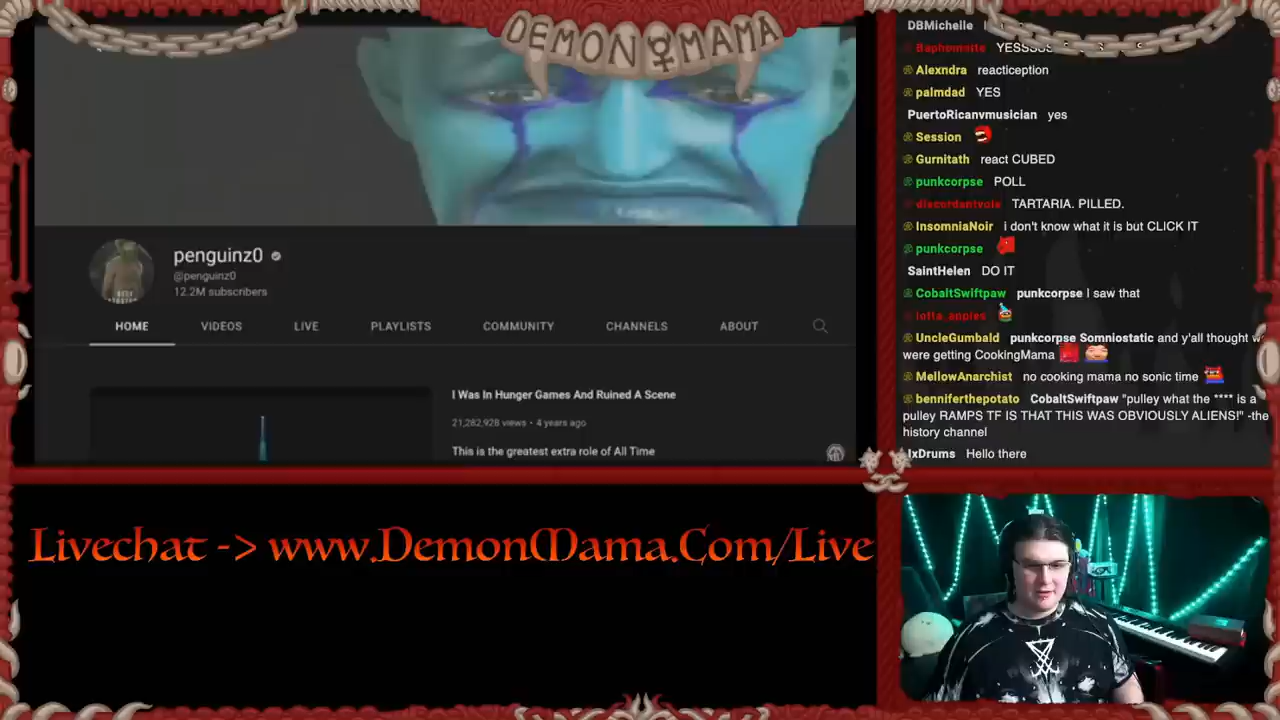 DEMON MAMA
penguinz0
@penguinz0
12.2M subscribers
HOME VIDEOS LIVE PLAYLISTS COMMUNITY CHANNELS ABOUT
I Was In Hunger Games And Ruined A Scene
21,282,928 views • 4 years ago
This is the greatest extra role of All Time
DBMichelle
Baphomette YESSSUS
Alexndra reactiception
palmdad YES
PuertoRicanvmusician yes
Session
Gurnitath react CUBED
punkcorpse POLL
discordantvola TARTARIA. PILLED.
InsomniaNoir i don't know what it is but CLICK IT
punkcorpse
SaintHelen DO IT
CobaltSwiftpaw punkcorpse I saw that
lotta_appies
UncleGumbald punkcorpse Somniostatic and y'all thought
were getting CookingMama
MellowAnarchist no cooking mama no sonic time
benniferthepotato CobaltSwiftpaw "pulley what the **** is a
pulley RAMPS TF IS THAT THIS WAS OBVIOUSLY ALIENS!" -the
history channel
IxDrums Hello there
Livechat -> www.DemonMama.Com/Live